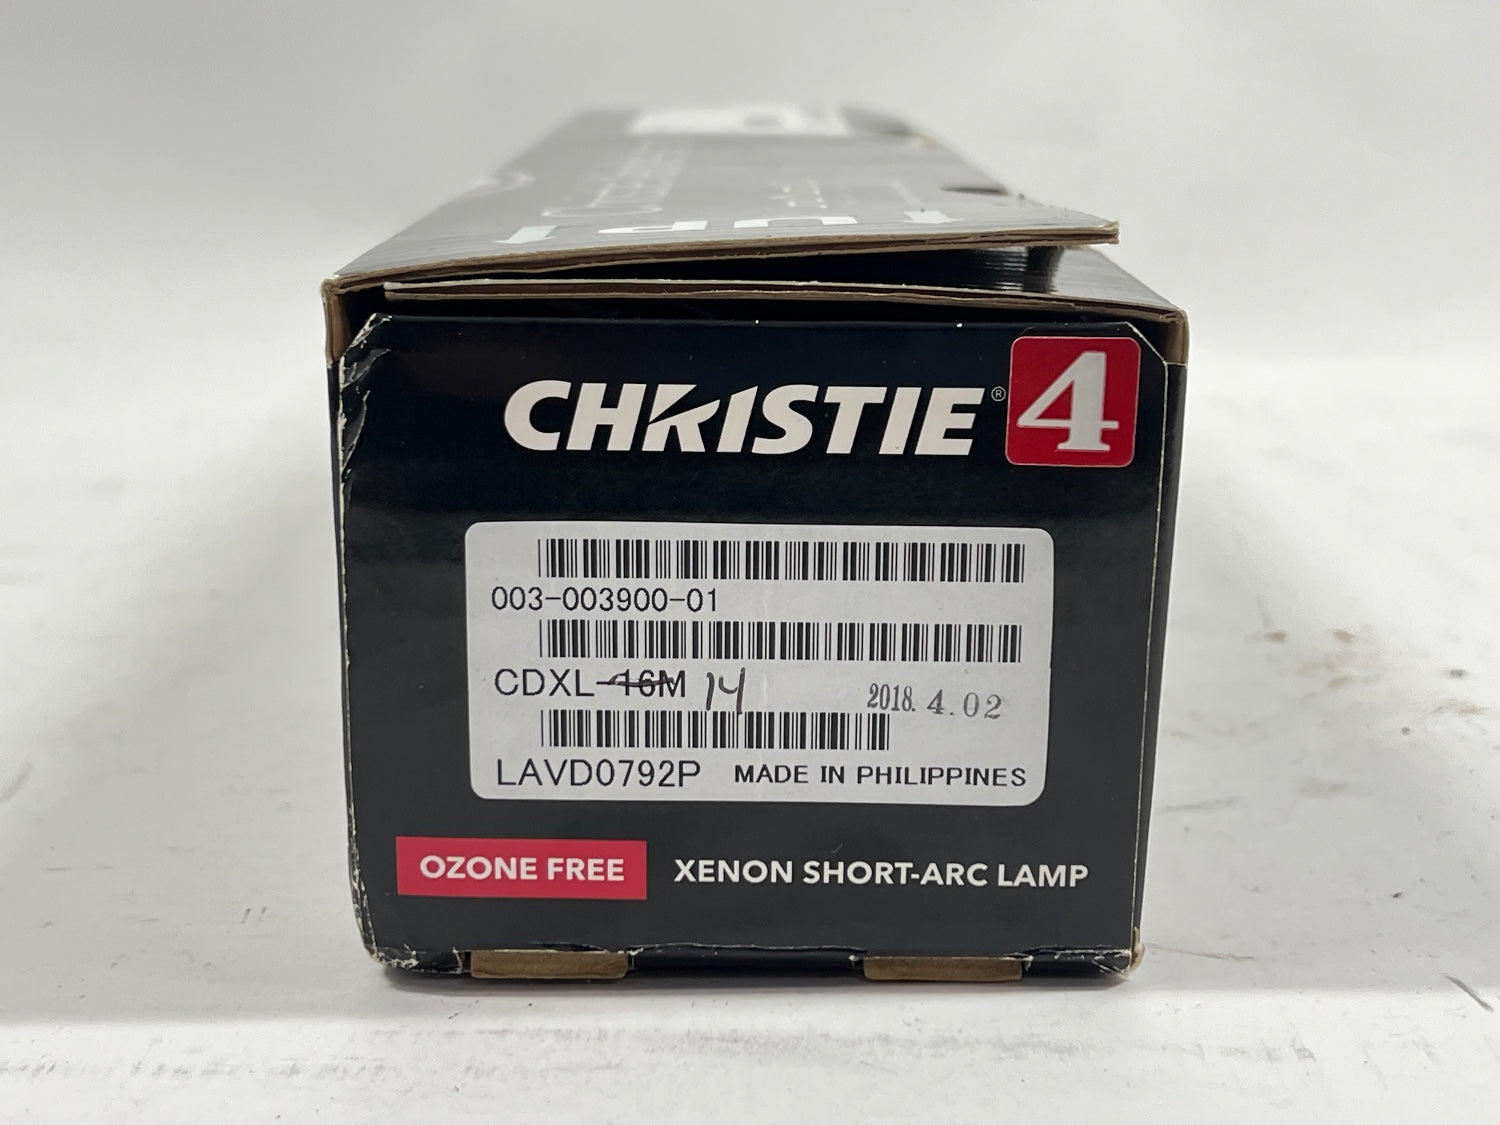 UP
CHRISTIE® 4
003-003900-01
CDXL-16M 14 2018. 4.02
LAVD0792P MADE IN PHILIPPINES
OZONE FREE XENON SHORT-ARC LAMP